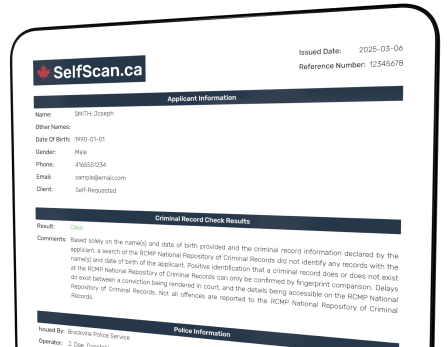 Issued Date: 2025-03-06
SelfScan.ca
Reference Number: 12345678
Applicant Information
Name: SMITH, Joseph
Other Names:
Date Of Birth: 1990-01-01
Gender: Male
Phone: 4165551234
Email: sample@email.com
Client: Self-Requested
Criminal Record Check Results
Result: Clear
Comments: Based solely on the name(s) and date of birth provided and the criminal record information declared by the
applicant, a search of the RCMP National Repository of Criminal Records did not identify any records with the
name(s) and date of birth of the applicant. Positive identification that a criminal record does or does not exist
at the RCMP National Repository of Criminal Records can only be confirmed by fingerprint comparison. Delays
do exist between a conviction being rendered in court, and the details being accessible on the RCMP National
Repository of Criminal Records. Not all offences are reported to the RCMP National Repository of Criminal
Records.
Police Information
Issued By: Brockville Police Service
Operator: J. Doe,